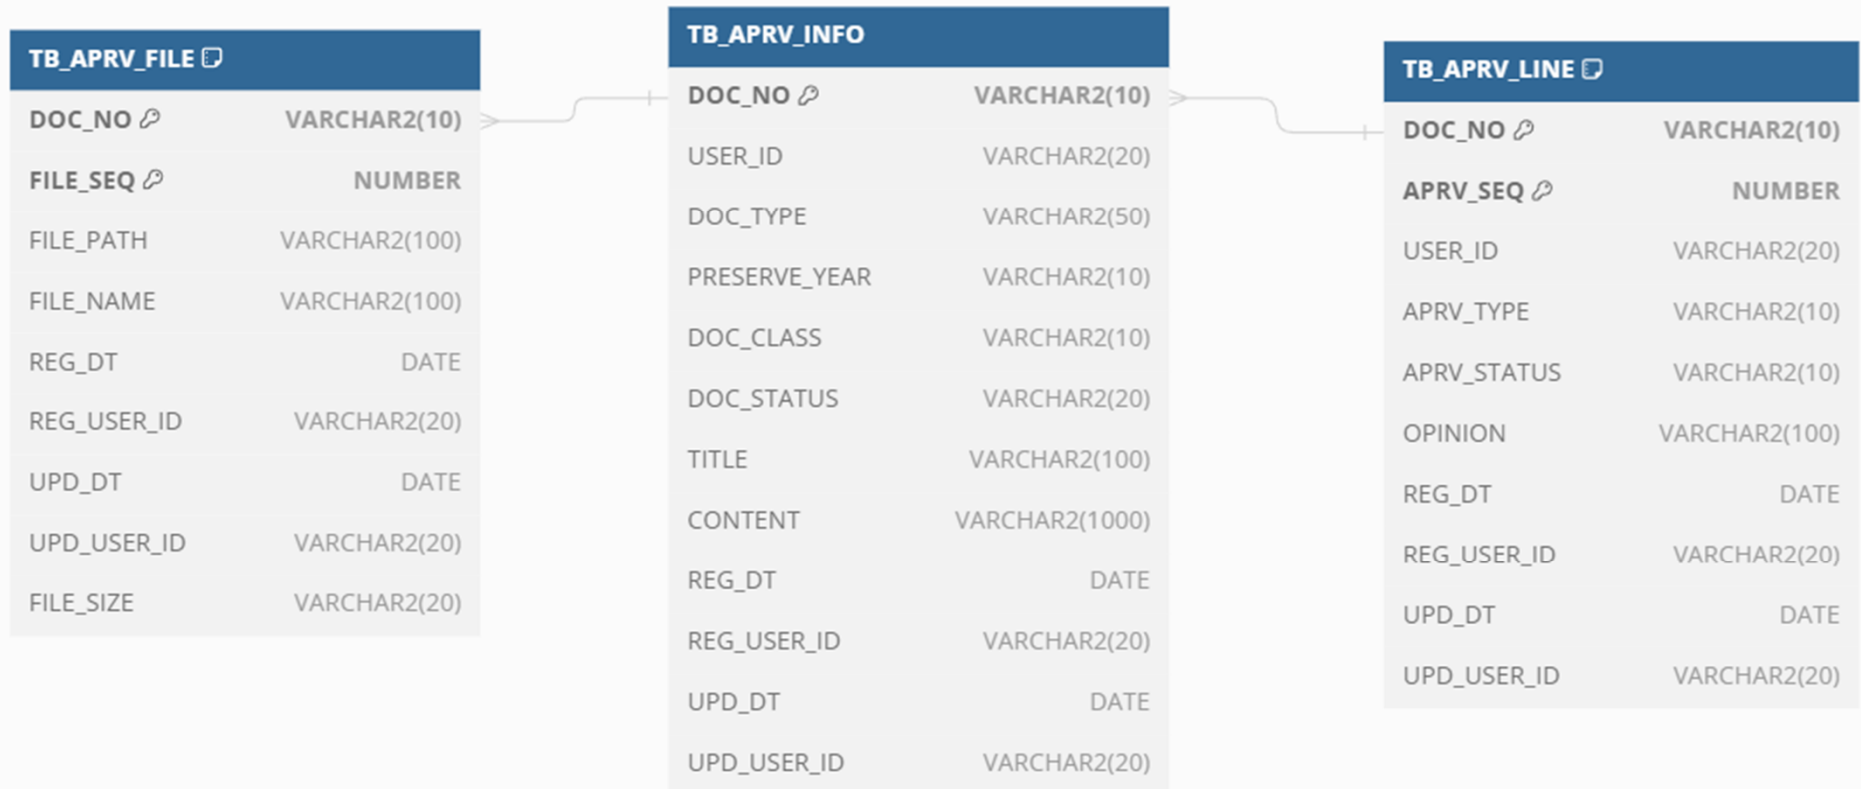 TB_APRV_FILE
DOC_NO VARCHAR2(10)
FILE_SEQ NUMBER
FILE_PATH VARCHAR2(100)
FILE_NAME VARCHAR2(100)
REG_DT DATE
REG_USER_ID VARCHAR2(20)
UPD_DT DATE
UPD_USER_ID VARCHAR2(20)
FILE_SIZE VARCHAR2(20)
TB_APRV_INFO
DOC_NO VARCHAR2(10)
USER_ID VARCHAR2(20)
DOC_TYPE VARCHAR2(50)
PRESERVE_YEAR VARCHAR2(10)
DOC_CLASS VARCHAR2(10)
DOC_STATUS VARCHAR2(20)
TITLE VARCHAR2(100)
CONTENT VARCHAR2(1000)
REG_DT DATE
REG_USER_ID VARCHAR2(20)
UPD_DT DATE
UPD_USER_ID VARCHAR2(20)
TB_APRV_LINE
DOC_NO VARCHAR2(10)
APRV_SEQ NUMBER
USER_ID VARCHAR2(20)
APRV_TYPE VARCHAR2(10)
APRV_STATUS VARCHAR2(10)
OPINION VARCHAR2(100)
REG_DT DATE
REG_USER_ID VARCHAR2(20)
UPD_DT DATE
UPD_USER_ID VARCHAR2(20)